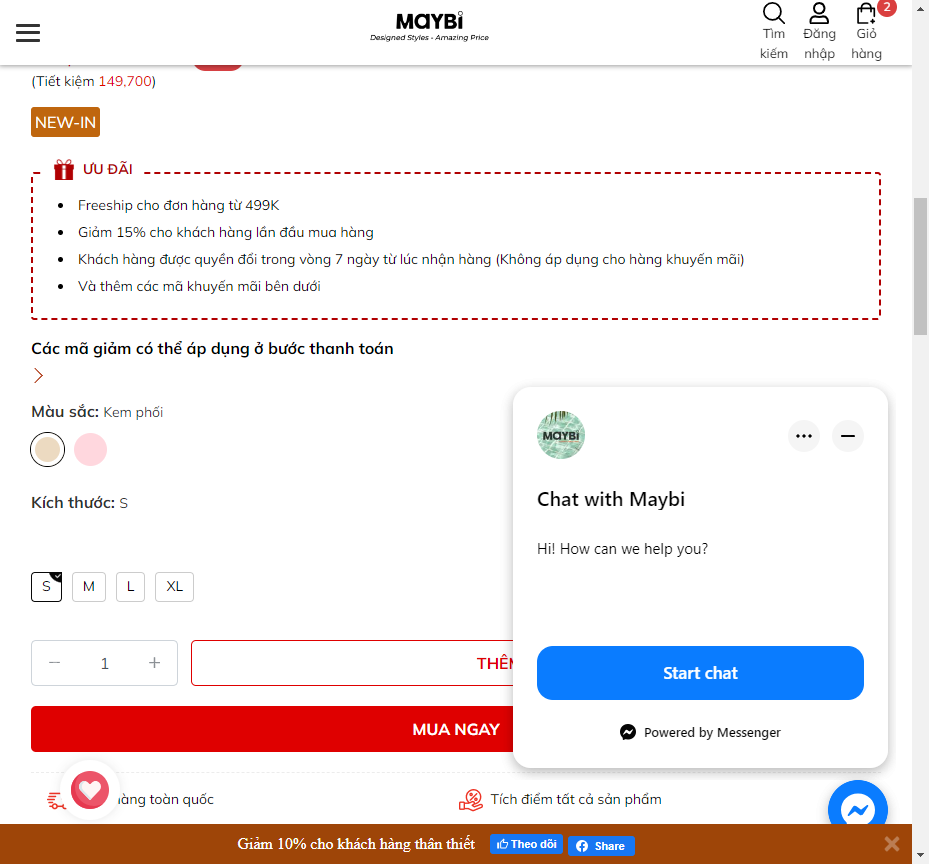 MAYBi
Designed Styles - Amazing Price
Tìm kiếm
Đăng nhập
Giỏ hàng
2
(Tiết kiệm 149,700)
NEW-IN
ƯU ĐÃI
Freeship cho đơn hàng từ 499K
Giảm 15% cho khách hàng lần đầu mua hàng
Khách hàng được quyền đổi trong vòng 7 ngày từ lúc nhận hàng (Không áp dụng cho hàng khuyến mãi)
Và thêm các mã khuyến mãi bên dưới
Các mã giảm có thể áp dụng ở bước thanh toán
Màu sắc: Kem phối
Kích thước: S
S M L XL
1
MUA NGAY
MAYBi
Chat with Maybi
Hi! How can we help you?
Start chat
Powered by Messenger
toàn quốc
Tích điểm tất cả sản phẩm
Giảm 10% cho khách hàng thân thiết
Theo dõi
Share